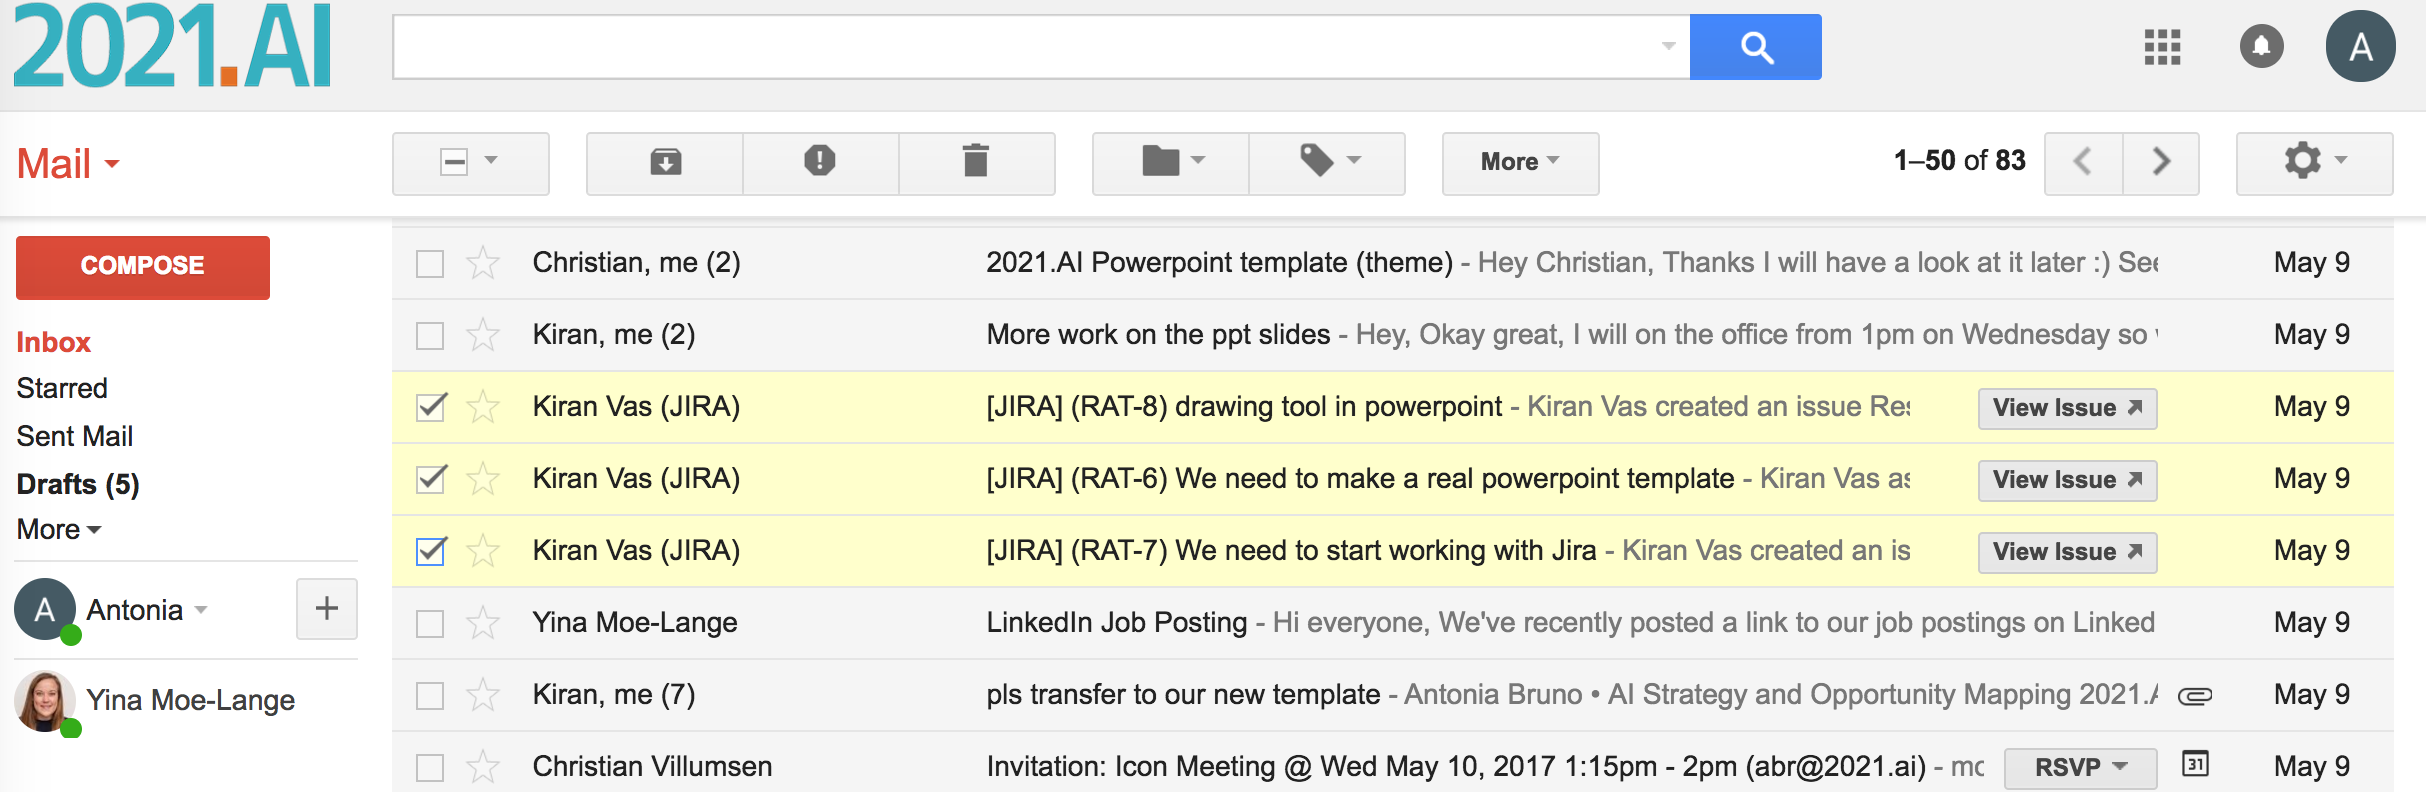 2021.AI
A
Mail
More
1–50 of 83
COMPOSE
Inbox
Starred
Sent Mail
Drafts (5)
More
A Antonia +
Yina Moe-Lange
Christian, me (2) 2021.AI Powerpoint template (theme) - Hey Christian, Thanks I will have a look at it later :) See May 9
Kiran, me (2) More work on the ppt slides - Hey, Okay great, I will on the office from 1pm on Wednesday so May 9
Kiran Vas (JIRA) [JIRA] (RAT-8) drawing tool in powerpoint - Kiran Vas created an issue Res View Issue May 9
Kiran Vas (JIRA) [JIRA] (RAT-6) We need to make a real powerpoint template - Kiran Vas as View Issue May 9
Kiran Vas (JIRA) [JIRA] (RAT-7) We need to start working with Jira - Kiran Vas created an is View Issue May 9
Yina Moe-Lange LinkedIn Job Posting - Hi everyone, We've recently posted a link to our job postings on Linked May 9
Kiran, me (7) pls transfer to our new template - Antonia Bruno • AI Strategy and Opportunity Mapping 2021.A May 9
Christian Villumsen Invitation: Icon Meeting @ Wed May 10, 2017 1:15pm - 2pm (abr@2021.ai) - mo RSVP 31 May 9